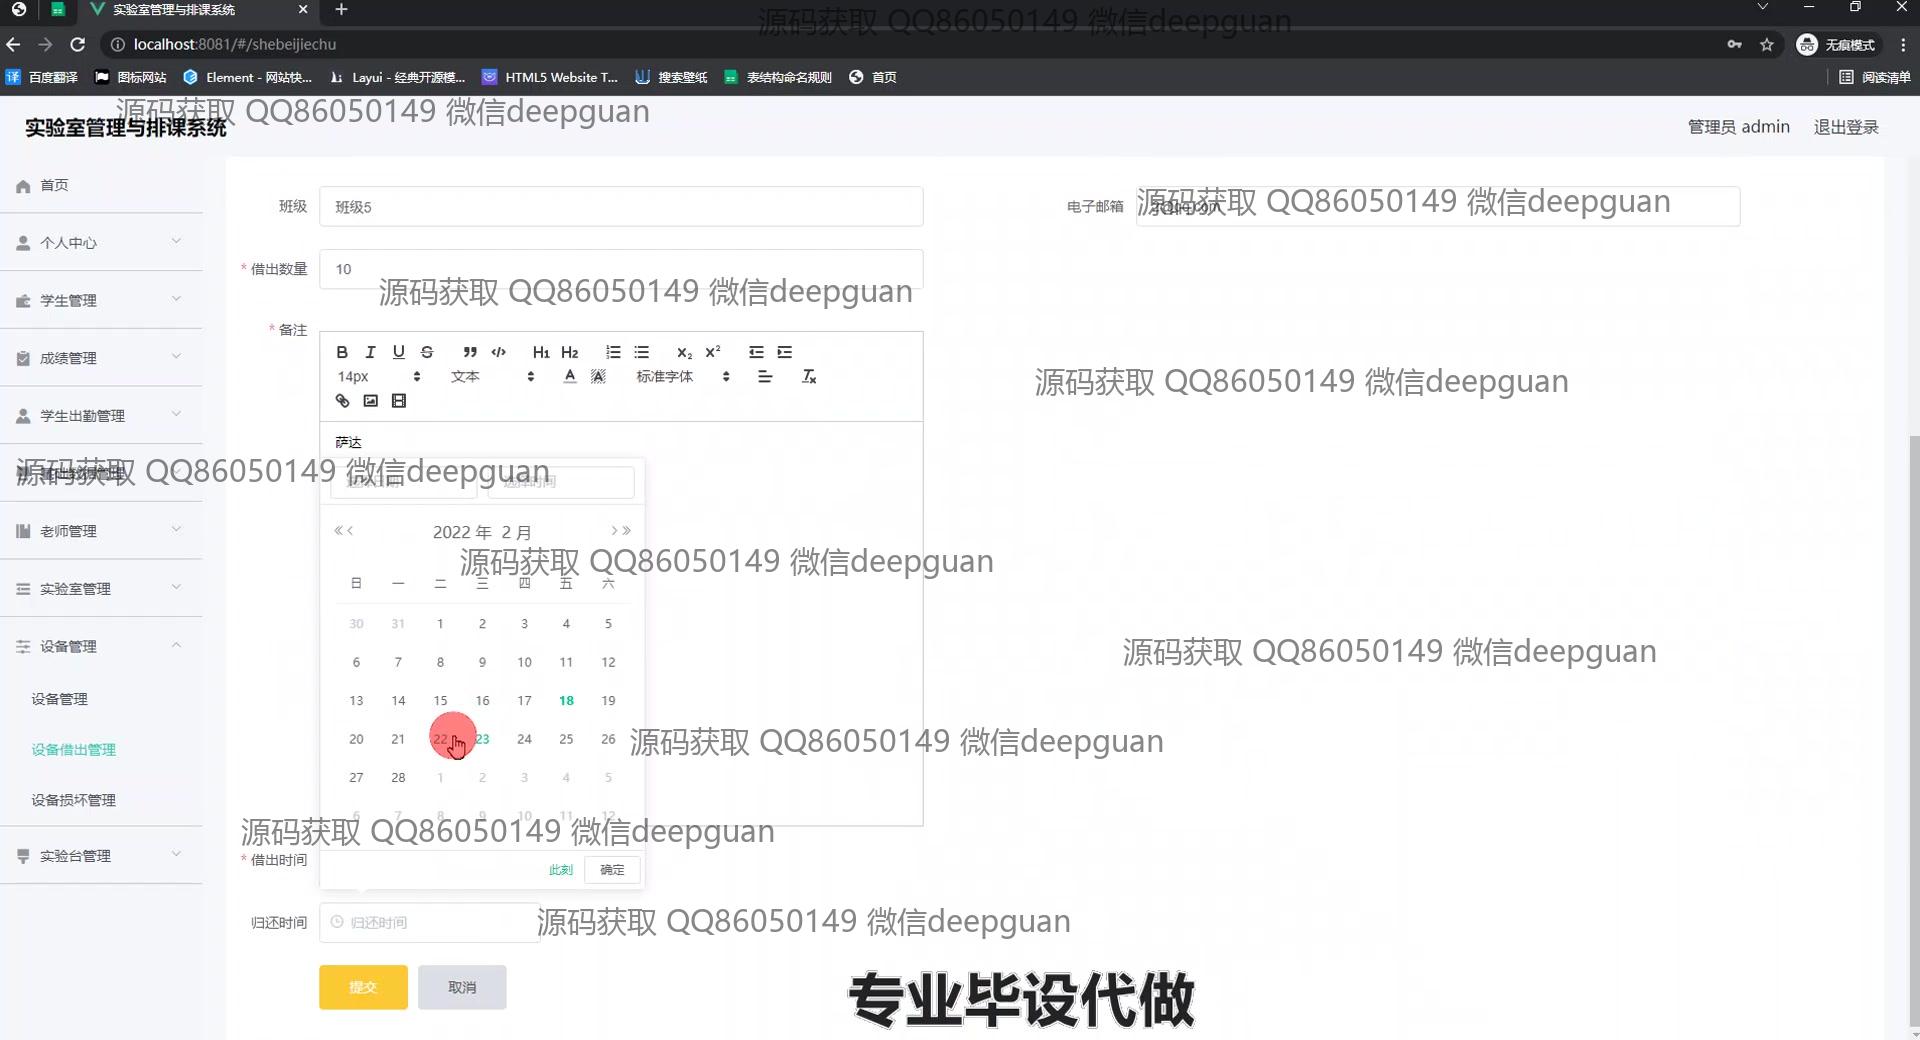 实验室管理与排课系统
源码获取 QQ86050149 微信deepguan
localhost:8081/#/shebeijiechu
无痕模式
百度翻译
图标网站
Element - 网站快...
Layui - 经典开源模...
HTML5 Website T...
搜索壁纸
表结构命名规则
首页
阅读清单
源码获取 QQ86050149 微信deepguan
实验室管理与排课系统
管理员 admin
退出登录
首页
个人中心
学生管理
成绩管理
学生出勤管理
老师管理
实验室管理
设备管理
设备管理
设备借出管理
设备损坏管理
实验台管理
班级
班级5
电子邮箱
源码获取 QQ86050149 微信deepguan
* 借出数量
10
源码获取 QQ86050149 微信deepguan
* 备注
B I U S ” </> H1 H2 X2 X2
14px
文本
标准字体
源码获取 QQ86050149 微信deepguan
萨达
源码获取 QQ86050149 微信deepguan
选择日期
选择时间
2022 年 2 月
源码获取 QQ86050149 微信deepguan
日 一 二 三 四 五 六
30 31 1 2 3 4 5
6 7 8 9 10 11 12
13 14 15 16 17 18 19
20 21 22 23 24 25 26
27 28 1 2 3 4 5
6 7 8 9 10 11 12
源码获取 QQ86050149 微信deepguan
源码获取 QQ86050149 微信deepguan
源码获取 QQ86050149 微信deepguan
* 借出时间
此刻
确定
归还时间
归还时间
源码获取 QQ86050149 微信deepguan
提交
取消
专业毕设代做